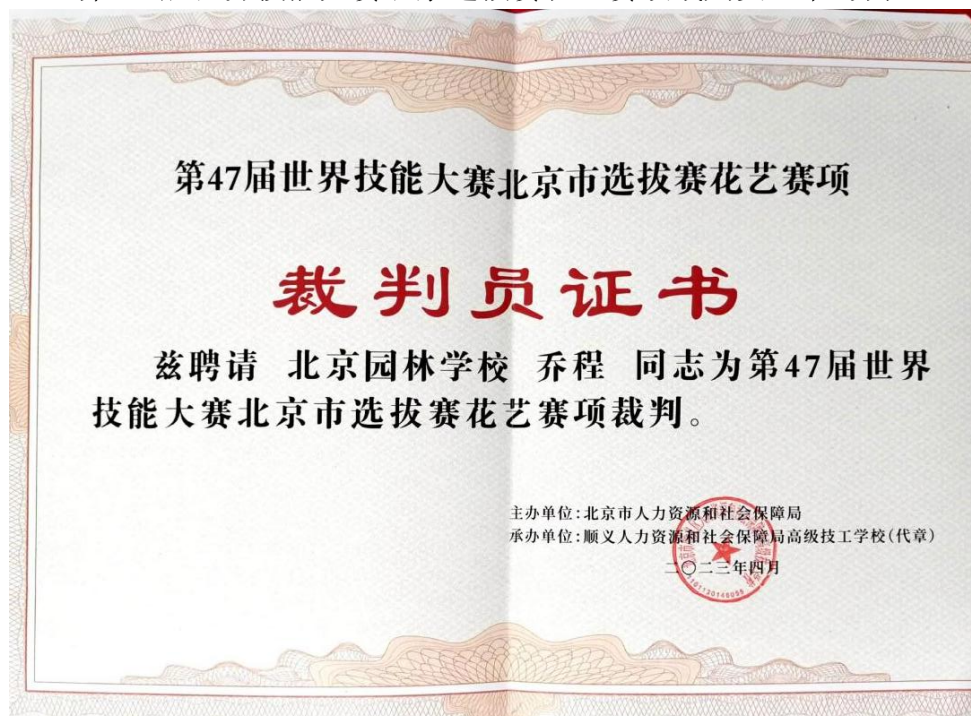 第47届世界技能大赛北京市选拔赛花艺赛项
裁判员证书
兹聘请 北京园林学校 乔程 同志为第47届世界
技能大赛北京市选拔赛花艺赛项裁判。
主办单位:北京市人力资源和社会保障局
承办单位:顺义人力资源和社会保障局高级技工学校(代章)
二〇二三年四月